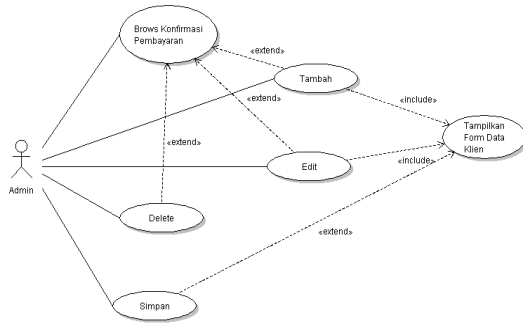 Brows Konfirmasi
Pembayaran
«extend»
Tambah
«extend»
«include»
Tampilkan
Form Data
Klien
«extend»
Edit
«include»
Admin
Delete
«extend»
Simpan